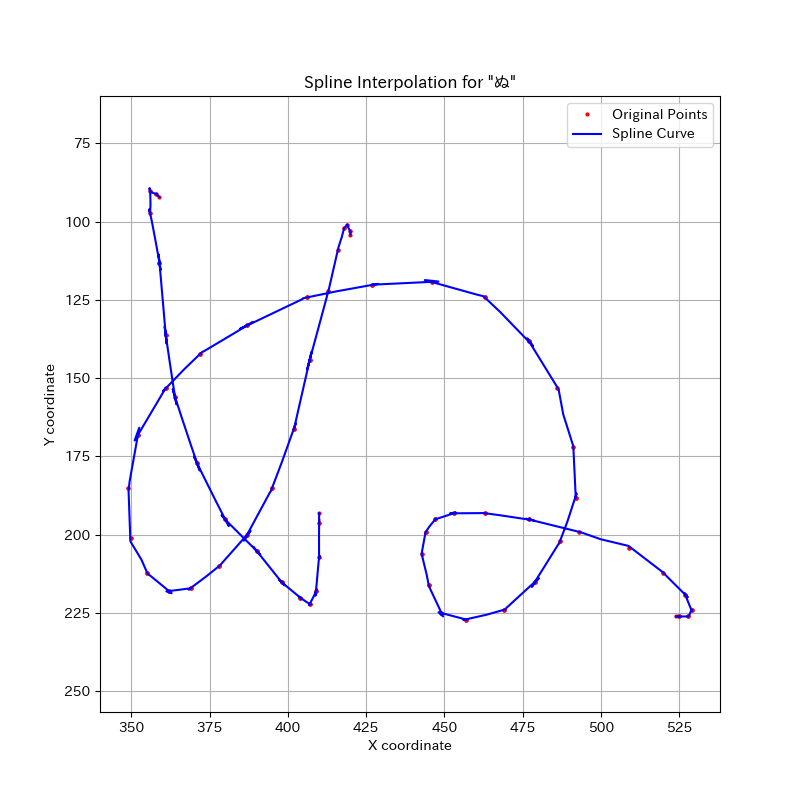 Spline Interpolation for "ぬ"
Original Points
Spline Curve
Y coordinate
75
100
125
150
175
200
225
250
350
375
400
425
450
475
500
525
X coordinate
ぬ